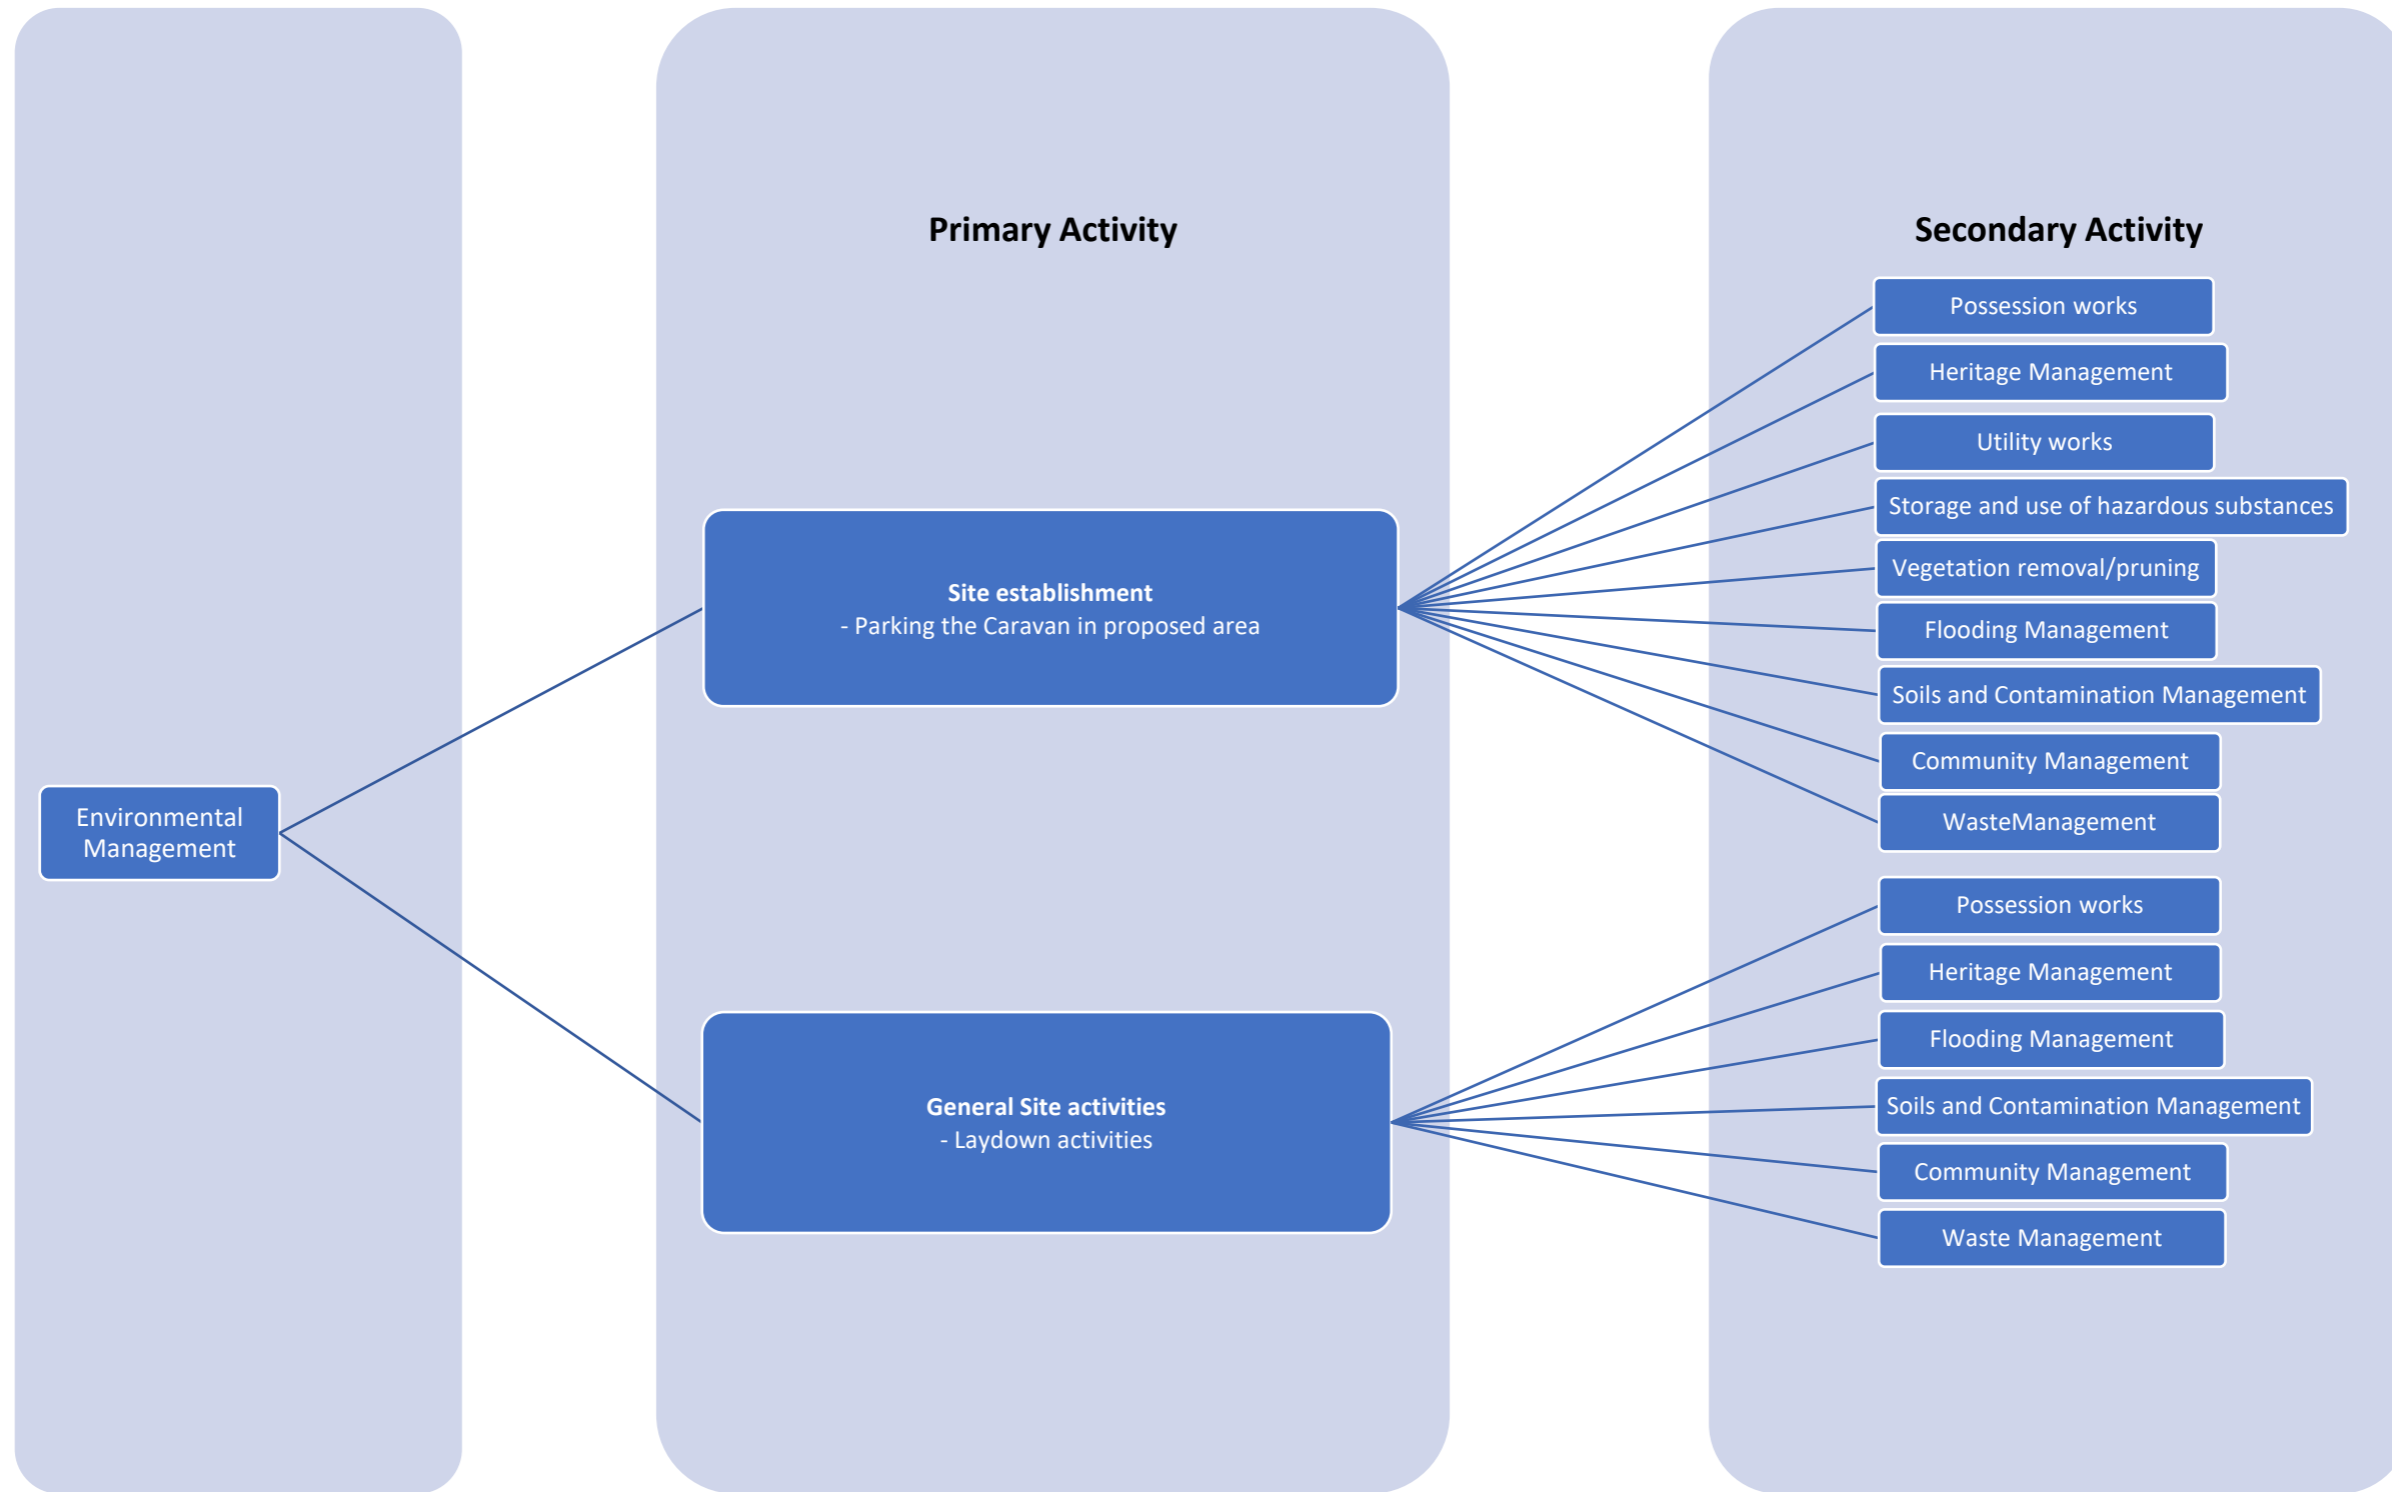 Primary Activity
Secondary Activity
Environmental
Management
Site establishment
- Parking the Caravan in proposed area
General Site activities
- Laydown activities
Possession works
Heritage Management
Utility works
Storage and use of hazardous substances
Vegetation removal/pruning
Flooding Management
Soils and Contamination Management
Community Management
WasteManagement
Possession works
Heritage Management
Flooding Management
Soils and Contamination Management
Community Management
Waste Management